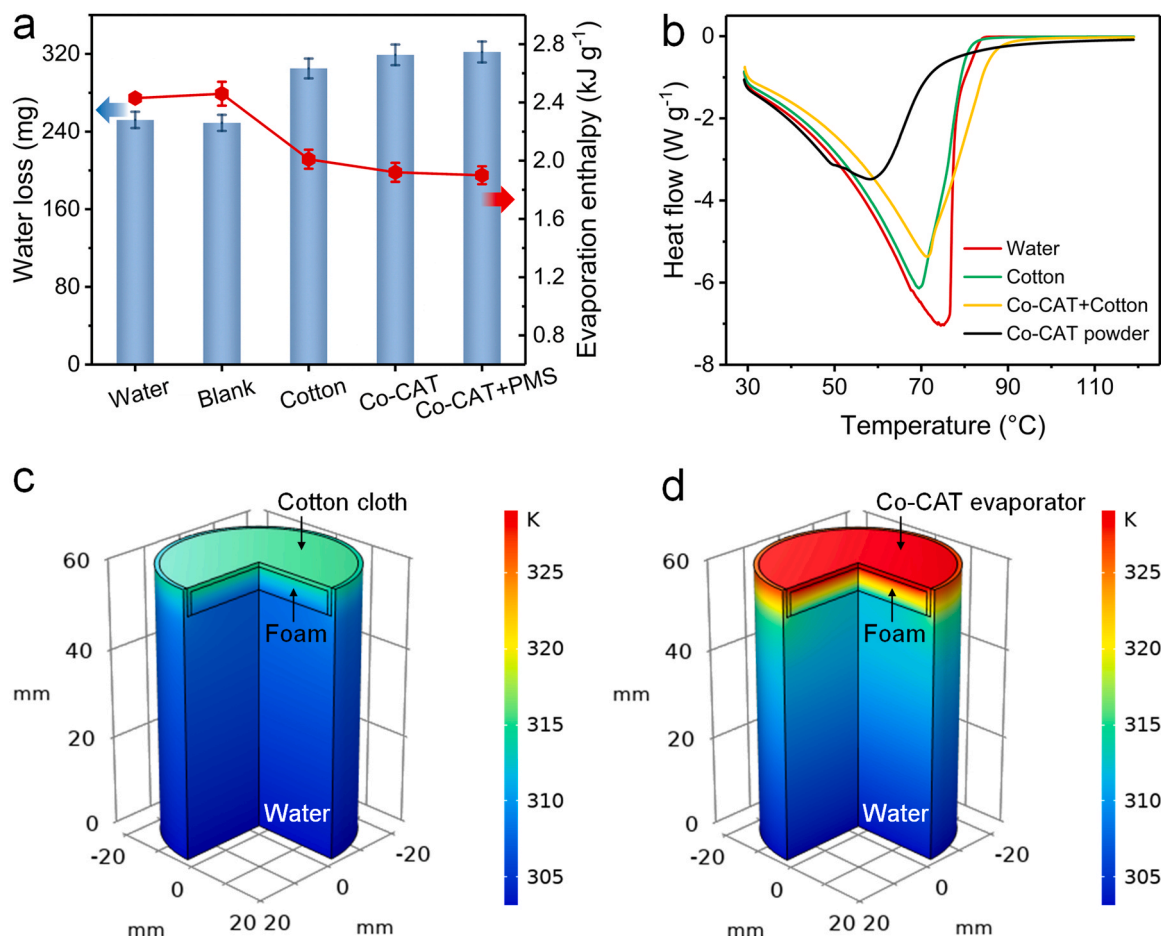 a
Water loss (mg)
320
240
160
80
0
2.8
2.4
2.0
1.6
1.2
0.8
Evaporation enthalpy (kJ g⁻¹)
Water
Blank
Cotton
Co-CAT
Co-CAT+PMS
b
Heat flow (W g⁻¹)
0
-2
-4
-6
-8
Water
Cotton
Co-CAT+Cotton
Co-CAT powder
30
50
70
90
110
Temperature (°C)
c
Cotton cloth
Foam
Water
60
40
mm
20
0
-20
0
mm
20
20
mm
0
-20
K
325
320
315
310
305
d
Co-CAT evaporator
Foam
Water
60
40
mm
20
0
-20
0
mm
20
20
mm
0
-20
K
325
320
315
310
305